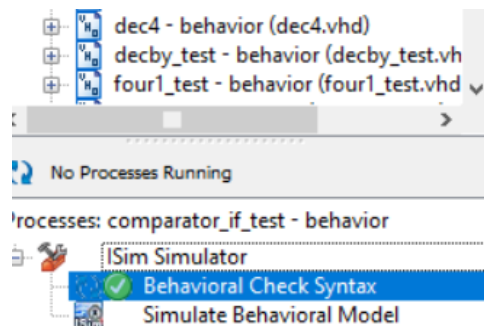 dec4 - behavior (dec4.vhd)
decby_test - behavior (decby_test.vh
four1_test - behavior (four1_test.vhd
No Processes Running
Processes: comparator_if_test - behavior
ISim Simulator
Behavioral Check Syntax
Simulate Behavioral Model